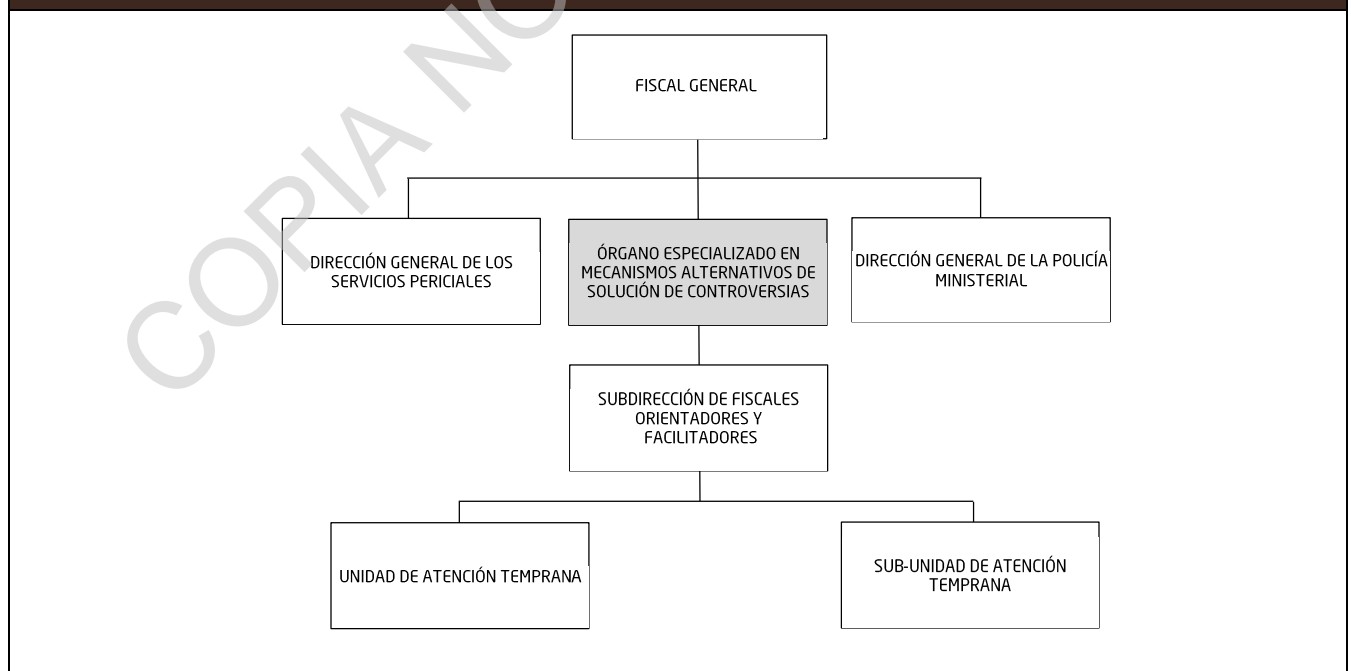 COPIA NO
FISCAL GENERAL
DIRECCIÓN GENERAL DE LOS
SERVICIOS PERICIALES
ÓRGANO ESPECIALIZADO EN
MECANISMOS ALTERNATIVOS DE
SOLUCIÓN DE CONTROVERSIAS
DIRECCIÓN GENERAL DE LA POLICÍA
MINISTERIAL
SUBDIRECCIÓN DE FISCALES
ORIENTADORES Y
FACILITADORES
UNIDAD DE ATENCIÓN TEMPRANA
SUB-UNIDAD DE ATENCIÓN
TEMPRANA